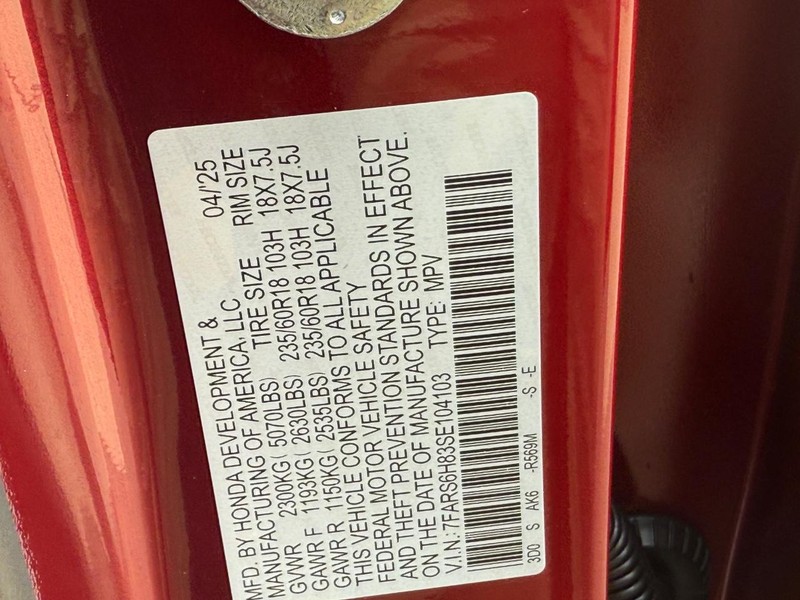 MFD. BY HONDA DEVELOPMENT & 04/'25
MANUFACTURING OF AMERICA, LLC
TIRE SIZE RIM SIZE
GVWR 2300KG ( 5070LBS) 235/60R18 103H 18X7.5J
GAWR F 1193KG ( 2630LBS) 235/60R18 103H 18X7.5J
GAWR R 1150KG ( 2535LBS)
THIS VEHICLE CONFORMS TO ALL APPLICABLE
FEDERAL MOTOR VEHICLE SAFETY
AND THEFT PREVENTION STANDARDS IN EFFECT
ON THE DATE OF MANUFACTURE SHOWN ABOVE.
V.I.N.: 7FARS6H83SE104103 TYPE: MPV
3D0 S AK6 -R569M -S -E